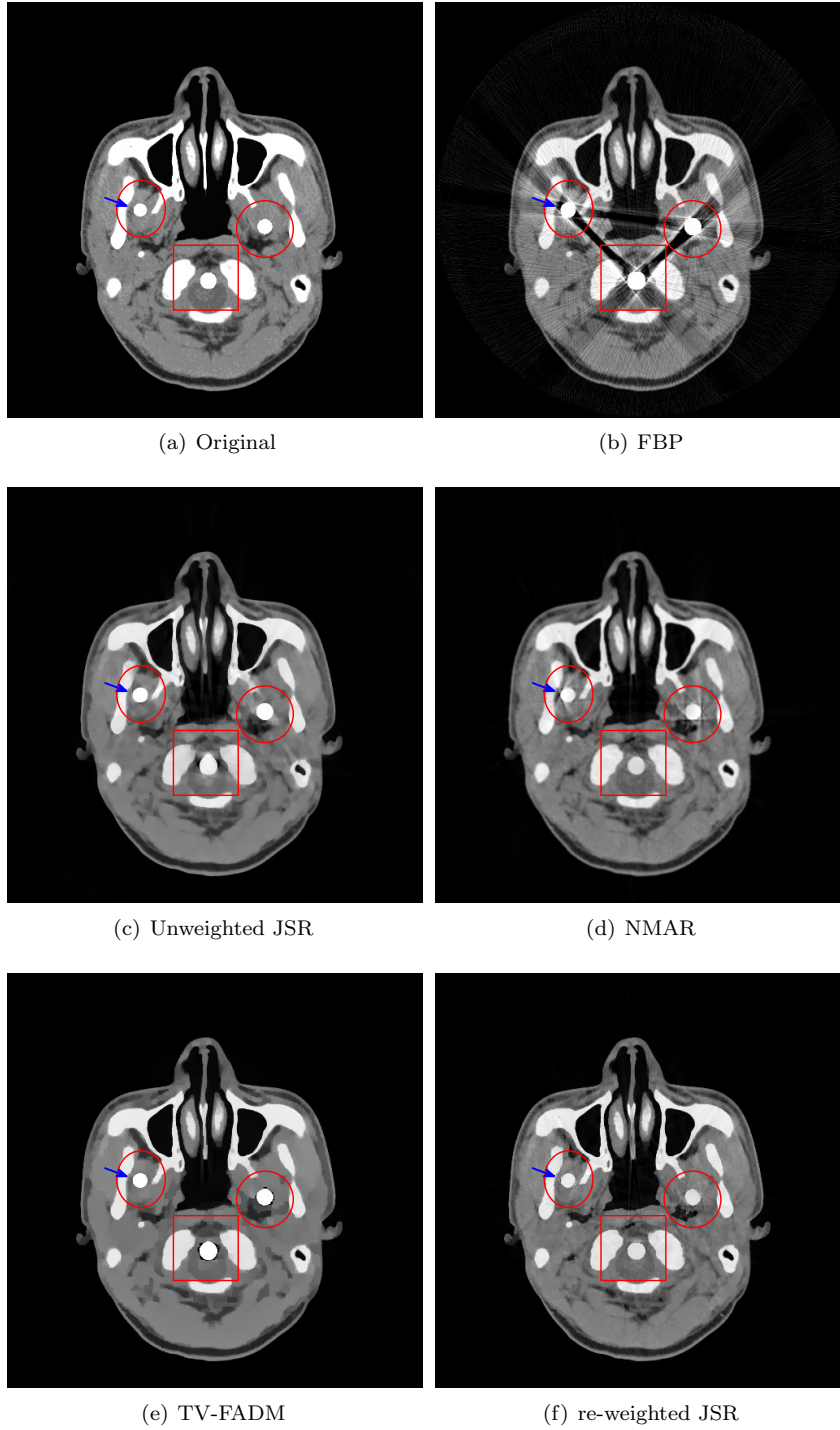 (a) Original
(b) FBP
(c) Unweighted JSR
(d) NMAR
(e) TV-FADM
(f) re-weighted JSR